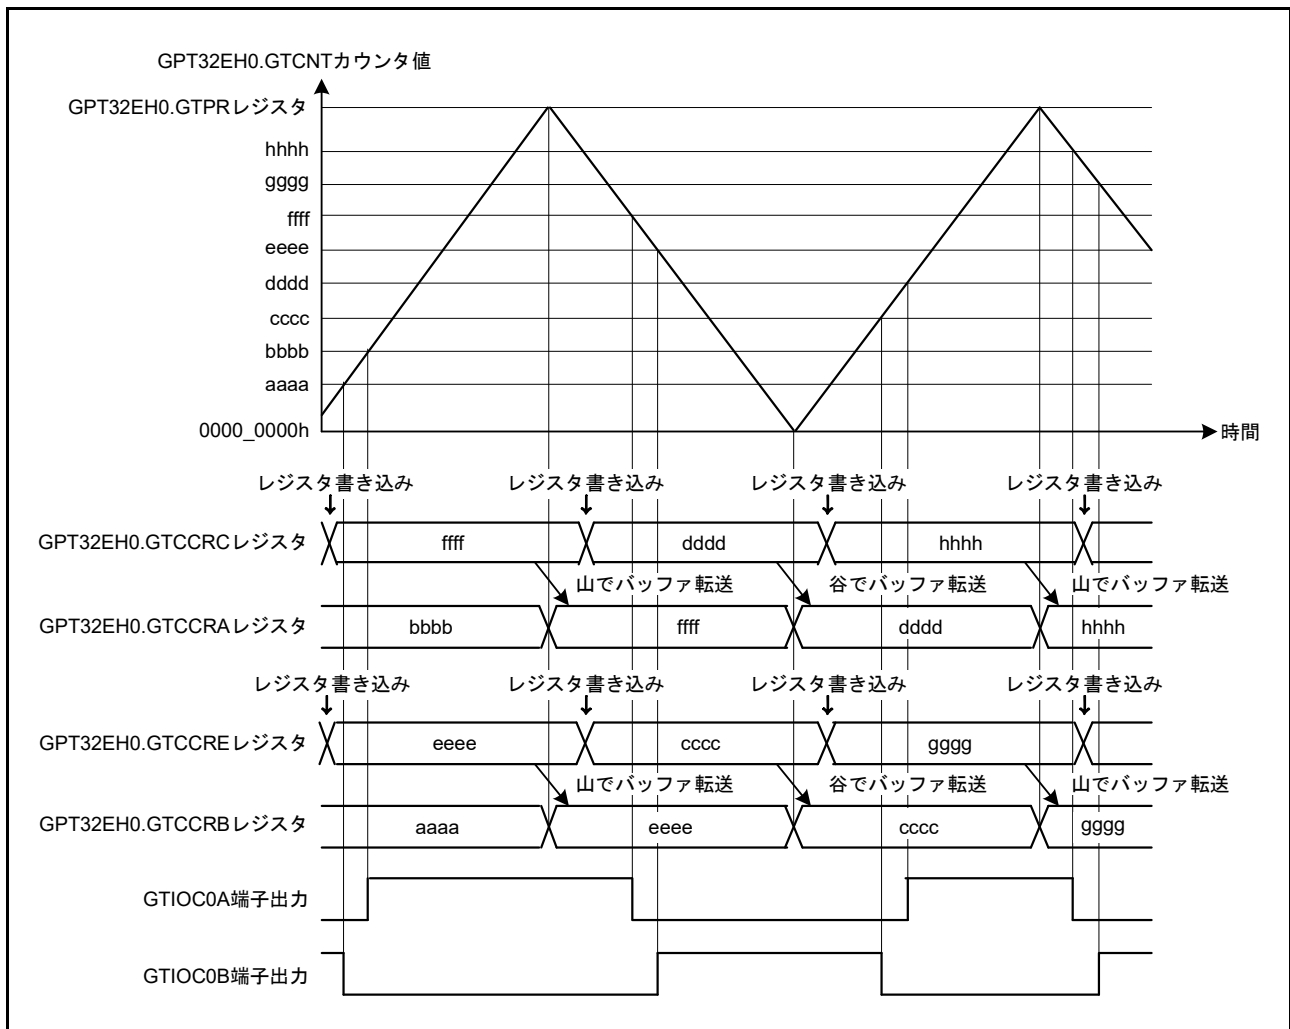 GPT32EH0.GTCNTカウンタ値
GPT32EH0.GTPRレジスタ
hhhh
gggg
ffff
eeee
dddd
cccc
bbbb
aaaa
0000_0000h
時間
レジスタ書き込み レジスタ書き込み レジスタ書き込み レジスタ書き込み
GPT32EH0.GTCCRCレジスタ ffff dddd hhhh
山でバッファ転送 谷でバッファ転送 山でバッファ転送
GPT32EH0.GTCCRAレジスタ bbbb ffff dddd hhhh
レジスタ書き込み レジスタ書き込み レジスタ書き込み レジスタ書き込み
GPT32EH0.GTCCREレジスタ eeee cccc gggg
山でバッファ転送 谷でバッファ転送 山でバッファ転送
GPT32EH0.GTCCRBレジスタ aaaa eeee cccc gggg
GTIOC0A端子出力
GTIOC0B端子出力